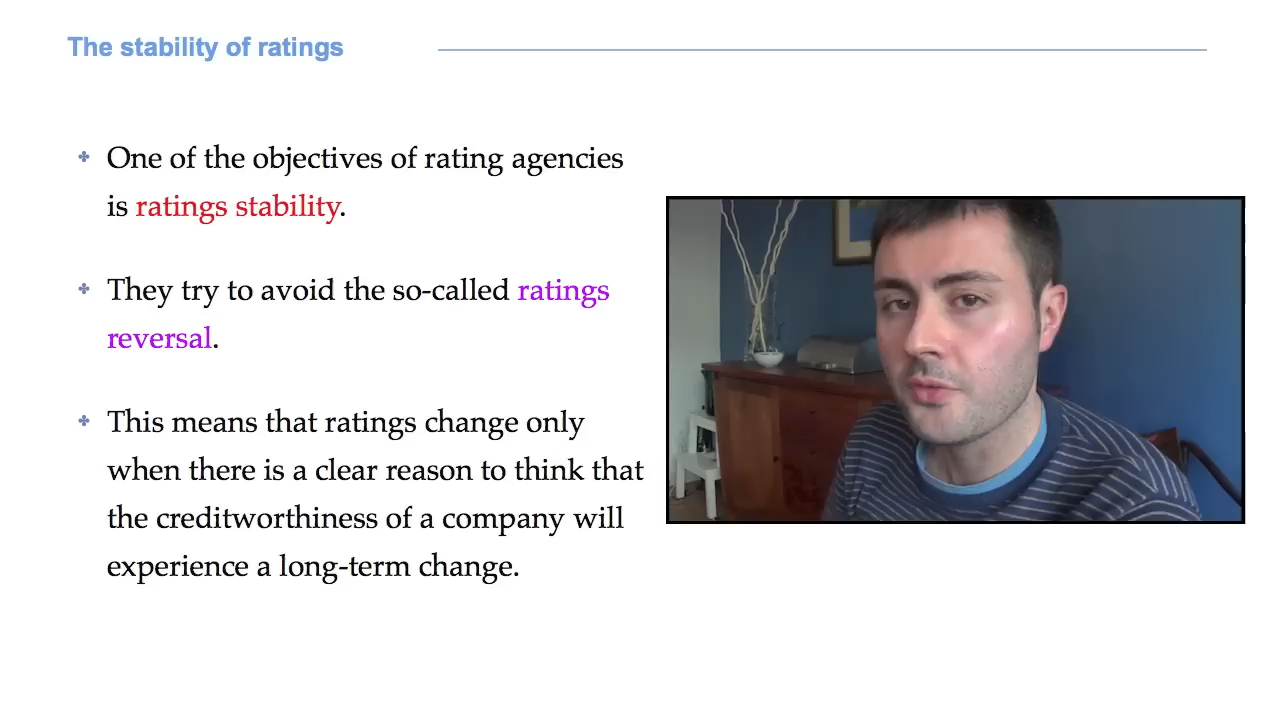 The stability of ratings
One of the objectives of rating agencies
is ratings stability.
They try to avoid the so-called ratings
reversal.
This means that ratings change only
when there is a clear reason to think that
the creditworthiness of a company will
experience a long-term change.